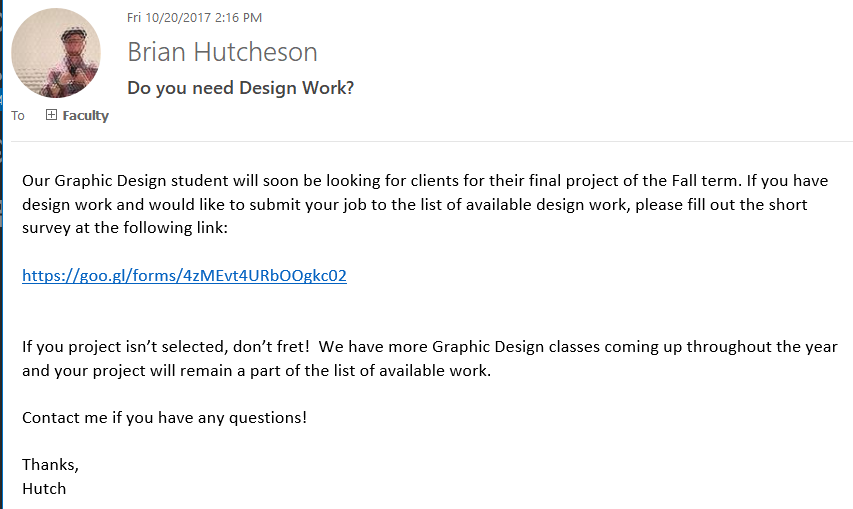 Fri 10/20/2017 2:16 PM
Brian Hutcheson
Do you need Design Work?
To Faculty
Our Graphic Design student will soon be looking for clients for their final project of the Fall term. If you have
design work and would like to submit your job to the list of available design work, please fill out the short
survey at the following link:
https://goo.gl/forms/4zMEvt4URbOOgkc02
If you project isn’t selected, don’t fret!  We have more Graphic Design classes coming up throughout the year
and your project will remain a part of the list of available work.
Contact me if you have any questions!
Thanks,
Hutch